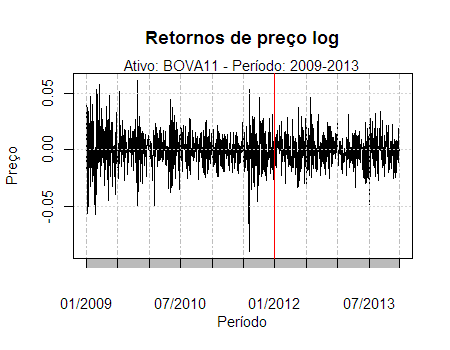 Retornos de preço log
Ativo: BOVA11 - Período: 2009-2013
Preço
0.05
0.00
-0.05
01/2009 07/2010 01/2012 07/2013
Período